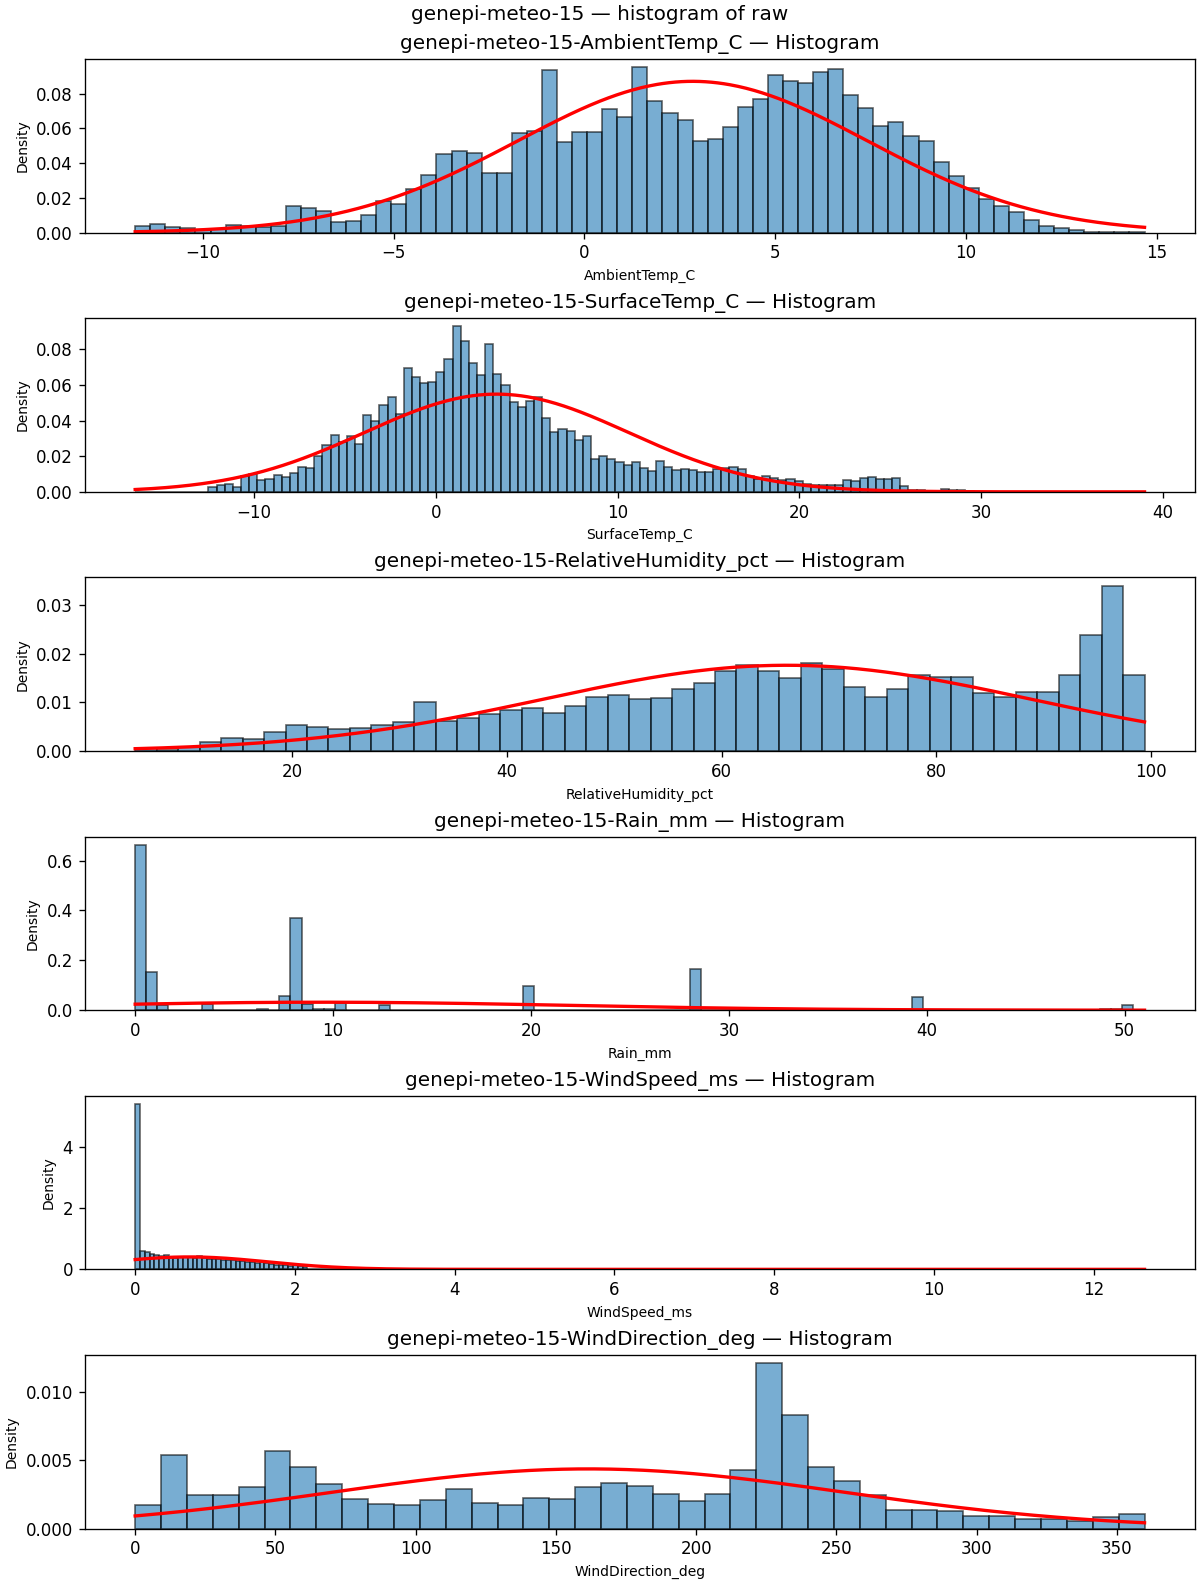 genepi-meteo-15 — histogram of raw
genepi-meteo-15-AmbientTemp_C — Histogram
Density
0.08
0.06
0.04
0.02
0.00
−10 −5 0 5 10 15
AmbientTemp_C
genepi-meteo-15-SurfaceTemp_C — Histogram
Density
0.08
0.06
0.04
0.02
0.00
−10 0 10 20 30 40
SurfaceTemp_C
genepi-meteo-15-RelativeHumidity_pct — Histogram
Density
0.03
0.02
0.01
0.00
20 40 60 80 100
RelativeHumidity_pct
genepi-meteo-15-Rain_mm — Histogram
Density
0.6
0.4
0.2
0.0
0 10 20 30 40 50
Rain_mm
genepi-meteo-15-WindSpeed_ms — Histogram
Density
4
2
0
0 2 4 6 8 10 12
WindSpeed_ms
genepi-meteo-15-WindDirection_deg — Histogram
Density
0.010
0.005
0.000
0 50 100 150 200 250 300 350
WindDirection_deg